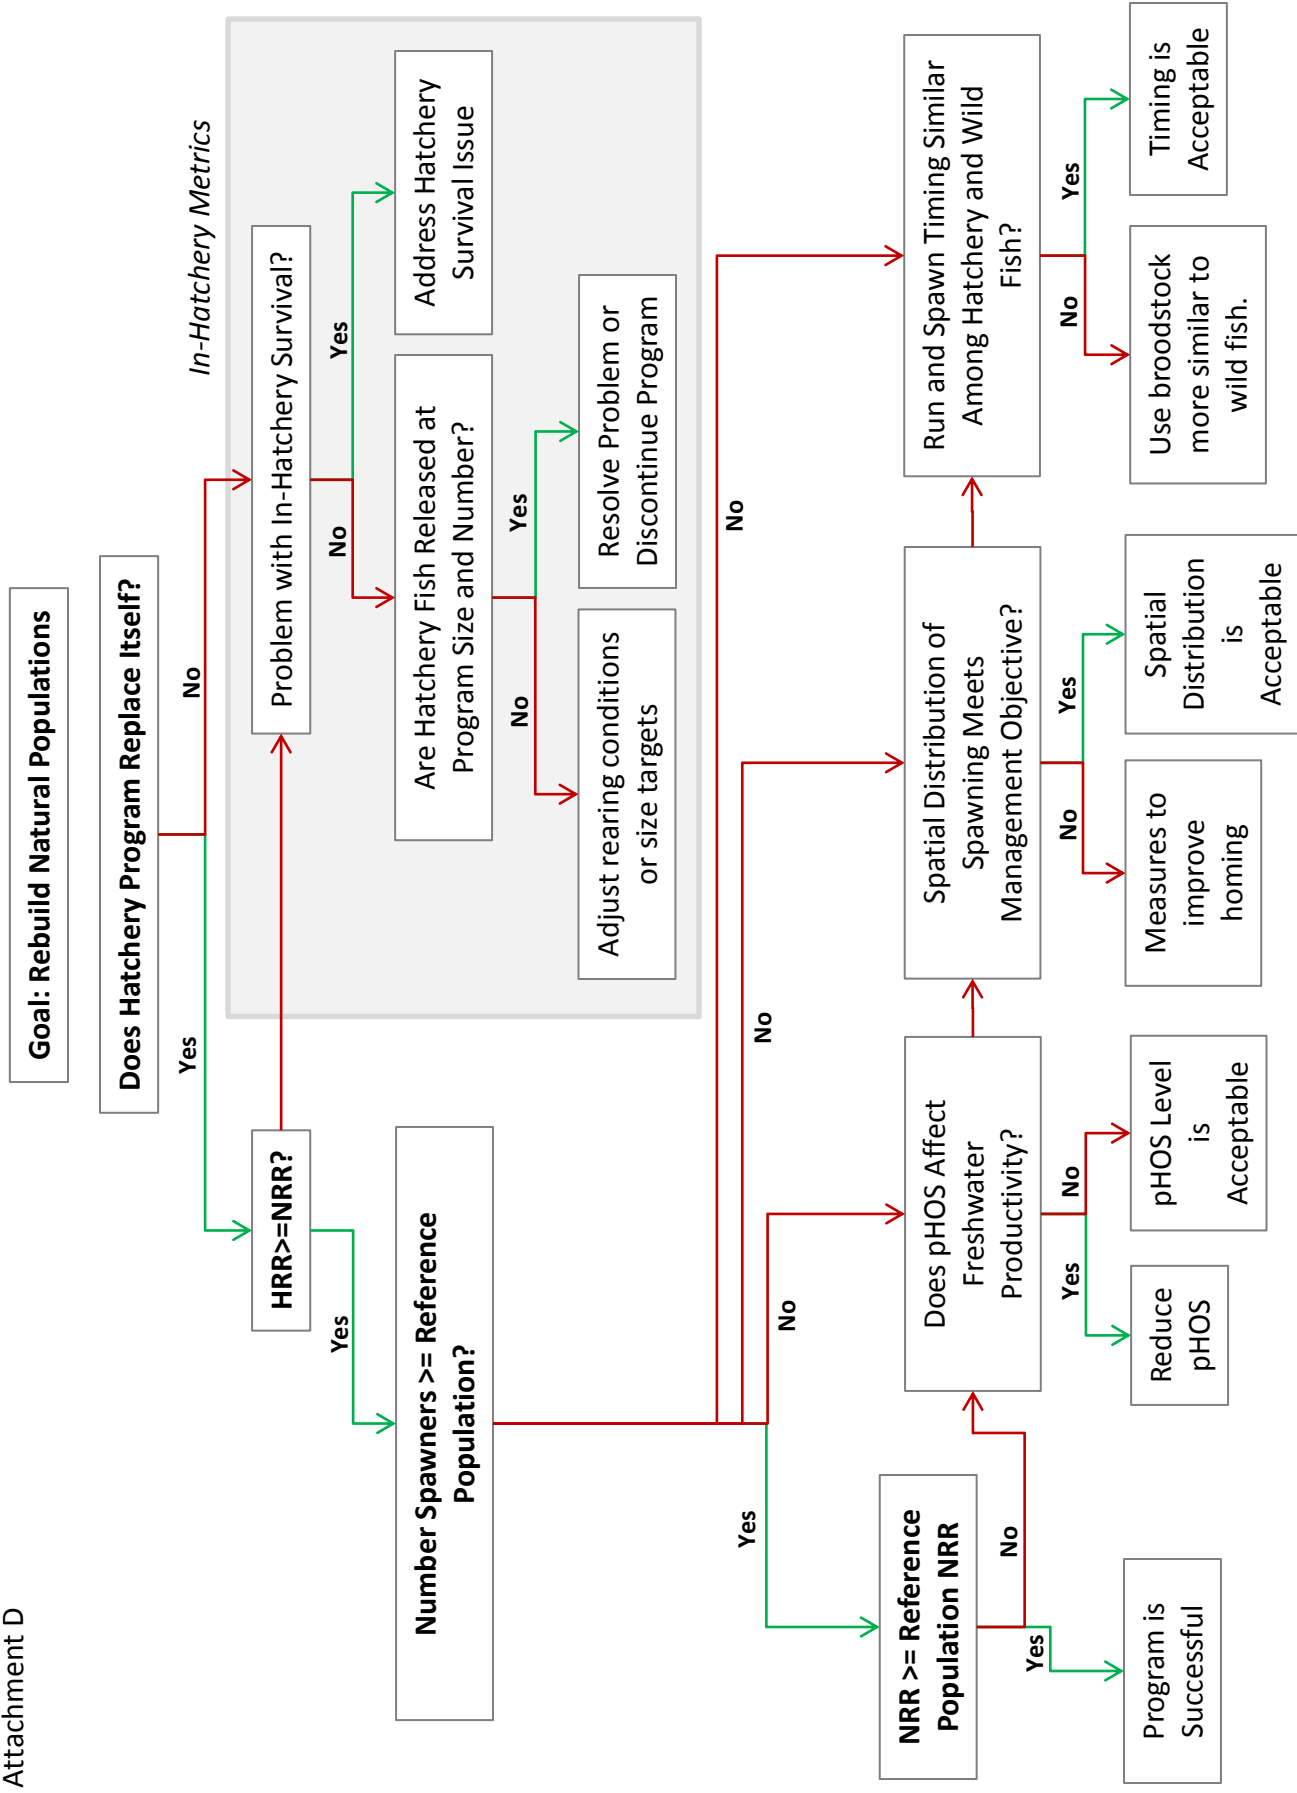 Attachment D
Goal: Rebuild Natural Populations
Does Hatchery Program Replace Itself?
Yes
No
In-Hatchery Metrics
HRR>=NRR?
Problem with In-Hatchery Survival?
Yes
No
Yes
Number Spawners >= Reference
Population?
Are Hatchery Fish Released at
Program Size and Number?
Address Hatchery
Survival Issue
No
Yes
Adjust rearing conditions
or size targets
Resolve Problem or
Discontinue Program
Yes
No
No
No
NRR >= Reference
Population NRR
Does pHOS Affect
Freshwater
Productivity?
Spatial Distribution of
Spawning Meets
Management Objective?
Run and Spawn Timing Similar
Among Hatchery and Wild
Fish?
Yes
No
Yes
No
No
Yes
No
Yes
Program is
Successful
Reduce
pHOS
pHOS Level
is
Acceptable
Measures to
improve
homing
Spatial
Distribution
is
Acceptable
Use broodstock
more similar to
wild fish.
Timing is
Acceptable